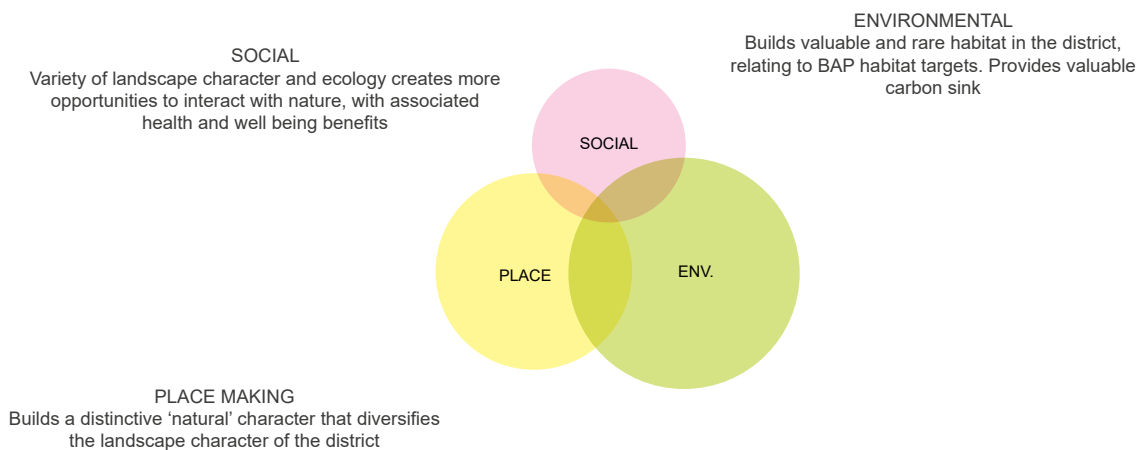 ENVIRONMENTAL
Builds valuable and rare habitat in the district,
relating to BAP habitat targets. Provides valuable
carbon sink
SOCIAL
Variety of landscape character and ecology creates more
opportunities to interact with nature, with associated
health and well being benefits
SOCIAL
PLACE
ENV.
PLACE MAKING
Builds a distinctive ‘natural’ character that diversifies
the landscape character of the district